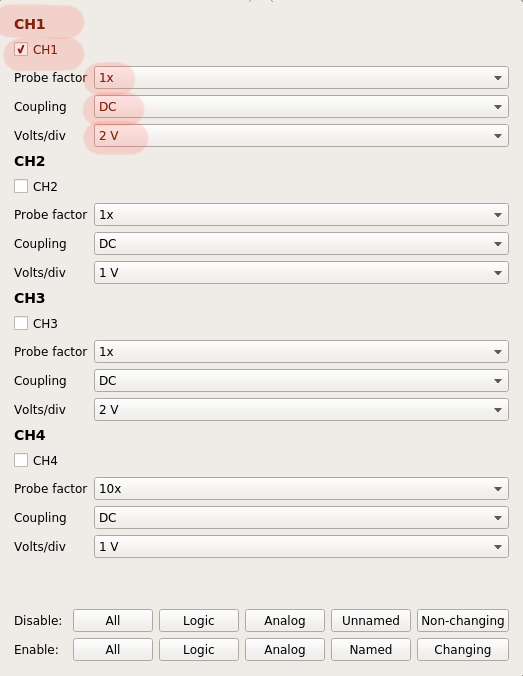 CH1
CH1
Probe factor 1x
Coupling DC
Volts/div 2 V
CH2
CH2
Probe factor 1x
Coupling DC
Volts/div 1 V
CH3
CH3
Probe factor 1x
Coupling DC
Volts/div 2 V
CH4
CH4
Probe factor 10x
Coupling DC
Volts/div 1 V
Disable: All Logic Analog Unnamed Non-changing
Enable: All Logic Analog Named Changing